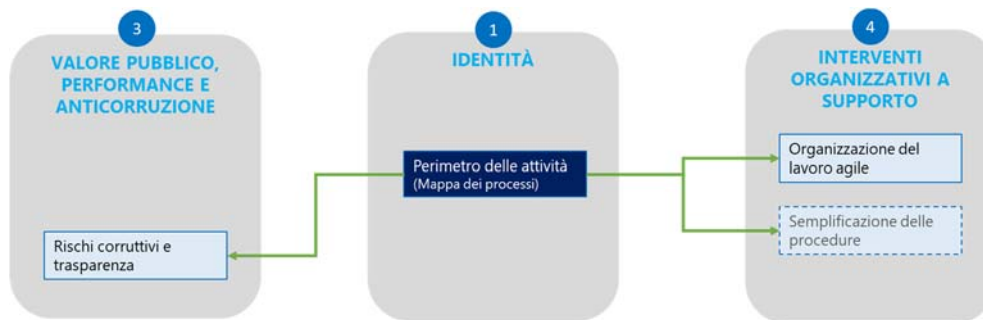 3
VALORE PUBBLICO,
PERFORMANCE E
ANTICORRUZIONE
Rischi corruttivi e
trasparenza
1
IDENTITÀ
Perimetro delle attività
(Mappa dei processi)
4
INTERVENTI
ORGANIZZATIVI A
SUPPORTO
Organizzazione del
lavoro agile
Semplificazione delle
procedure